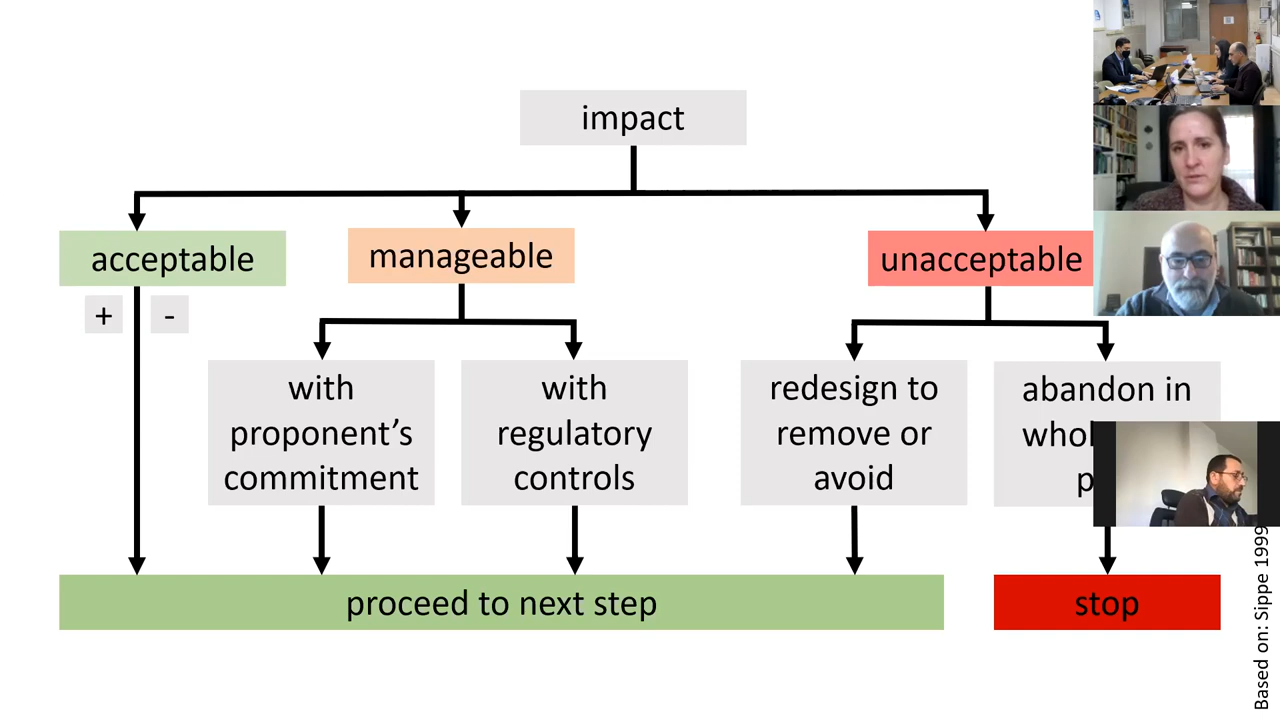 impact
acceptable
manageable
unacceptable
+
-
with
proponent’s
commitment
with
regulatory
controls
redesign to
remove or
avoid
abandon in
proceed to next step
stop
Based on: Sippe 1999